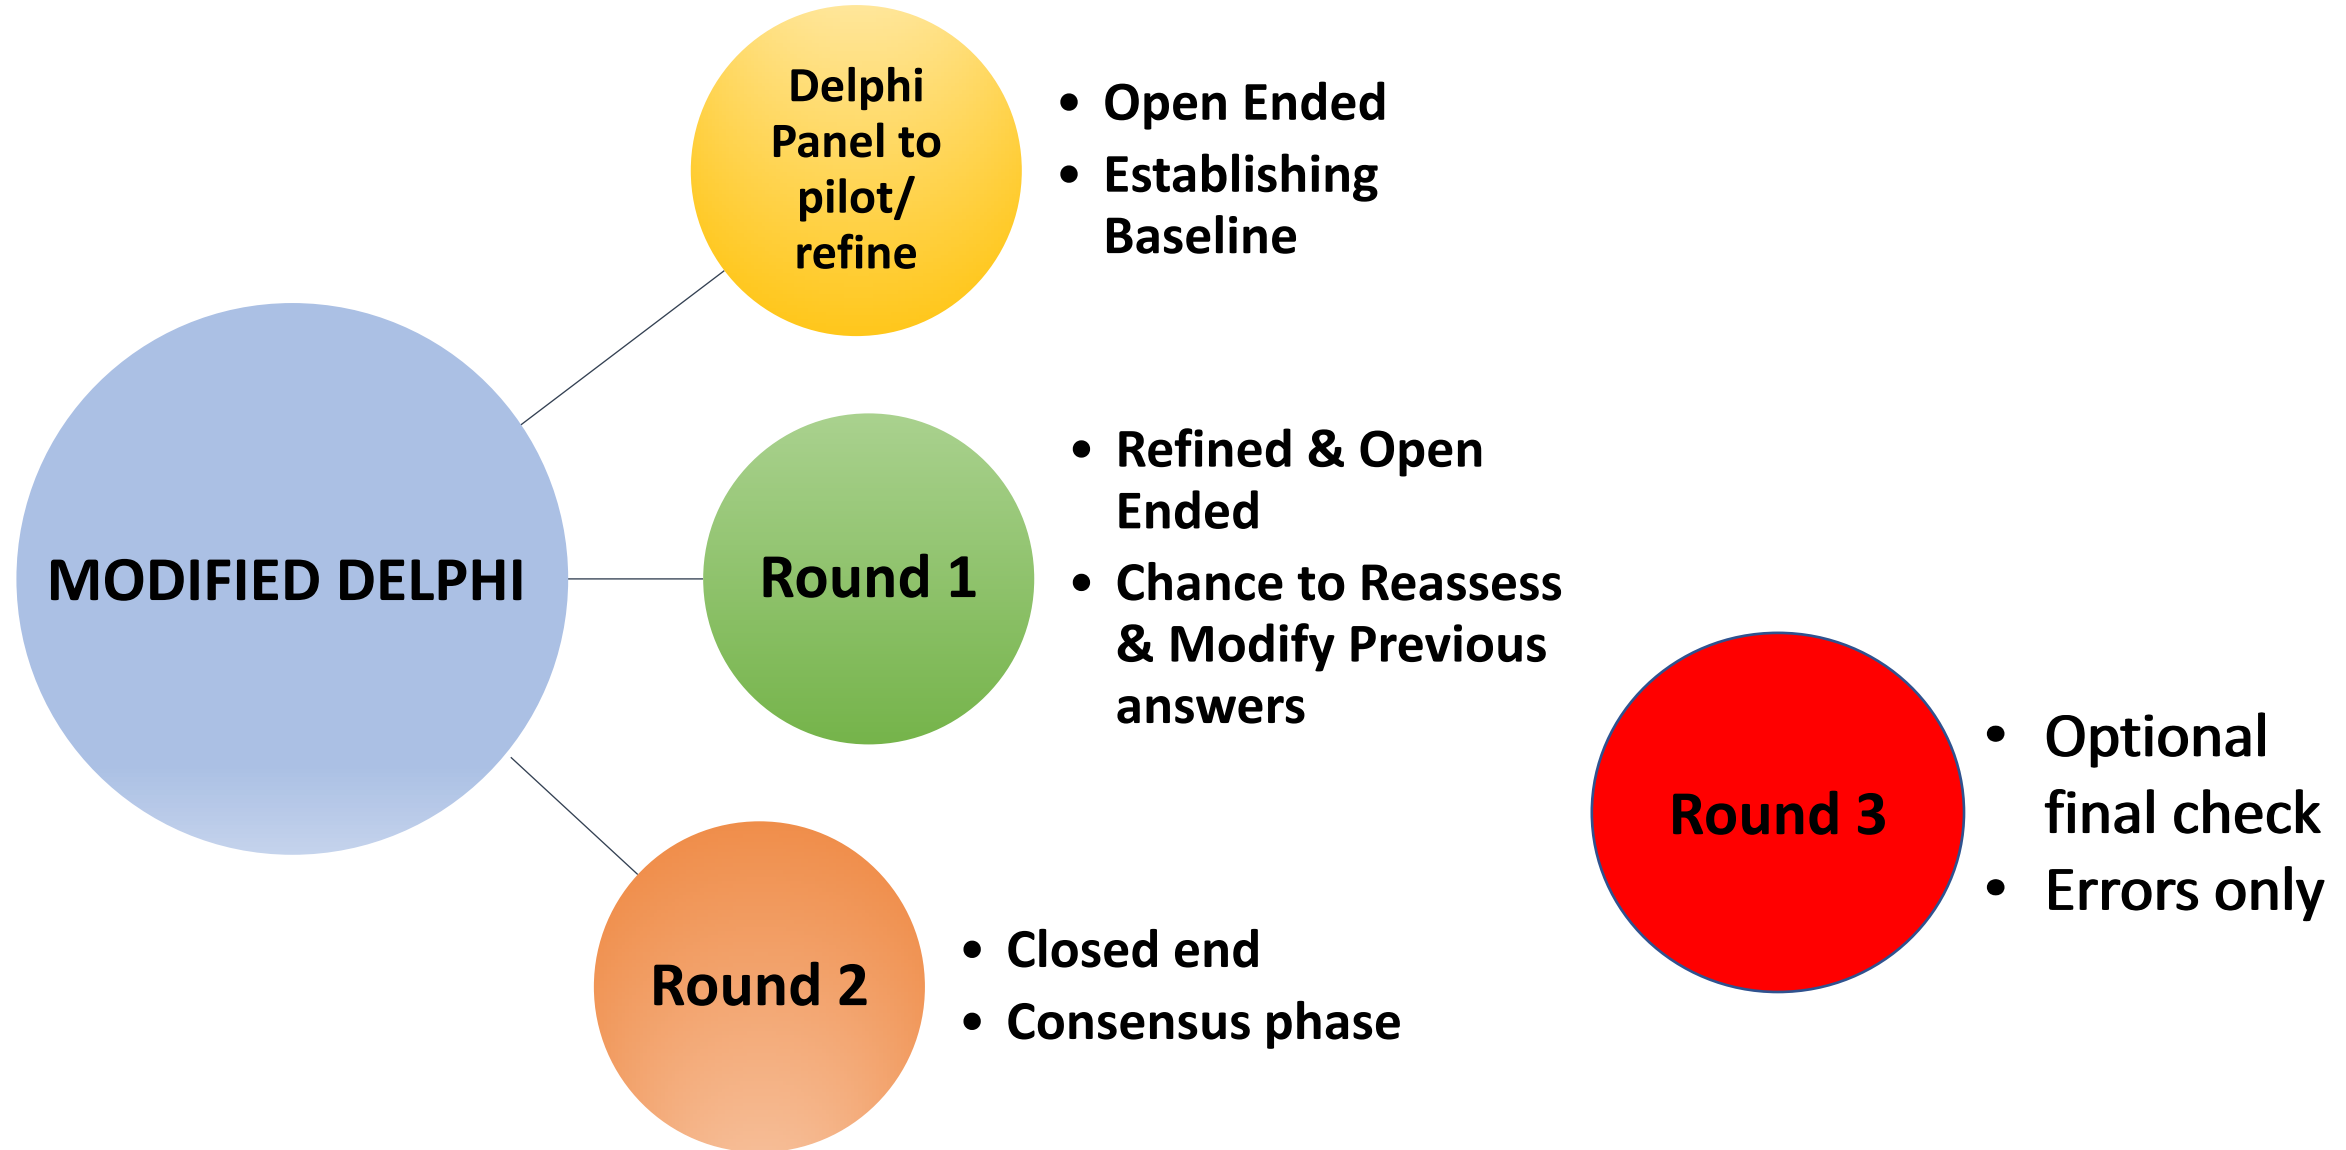 Delphi
Panel to
pilot/
refine
• Open Ended
• Establishing
Baseline
MODIFIED DELPHI
Round 1
• Refined & Open
Ended
• Chance to Reassess
& Modify Previous
answers
Round 2
• Closed end
• Consensus phase
Round 3
• Optional
final check
• Errors only